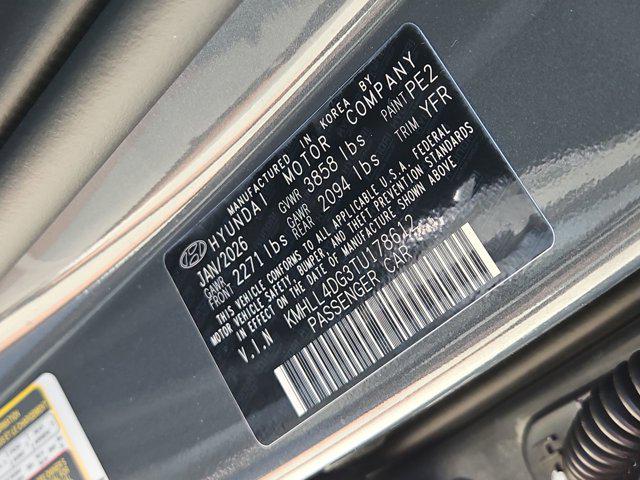 MANUFACTURED IN KOREA BY
HYUNDAI MOTOR COMPANY
JAN/2026 GVWR 3858 lbs PAINT PE2
GAWR FRONT 2271 lbs GAWR REAR 2094 lbs TRIM YFR
THIS VEHICLE CONFORMS TO ALL APPLICABLE U.S.A. FEDERAL
MOTOR VEHICLE SAFETY, BUMPER, AND THEFT PREVENTION STANDARDS
IN EFFECT ON THE DATE OF MANUFACTURE SHOWN ABOVE.
V.I.N KMHLL4DG3TU178612
PASSENGER CAR